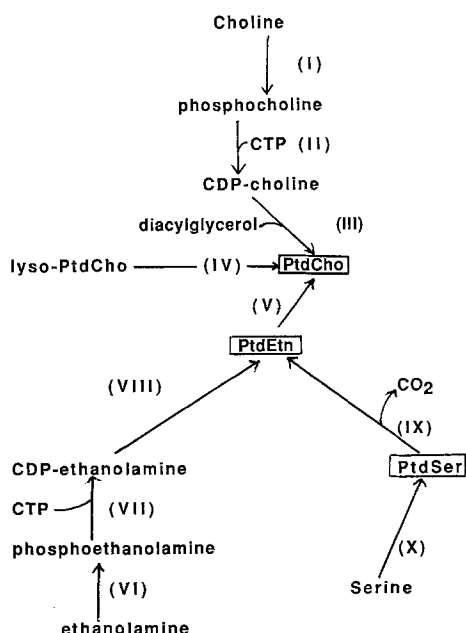 Choline
(I)
phosphocholine
CTP (II)
CDP-choline
diacylglycerol
(III)
lyso-PtdCho (IV) PtdCho
(V)
PtdEtn
(VIII)
CO2
(IX)
CDP-ethanolamine
PtdSer
CTP (VII)
phosphoethanolamine
(X)
(VI)
Serine
ethanolamine